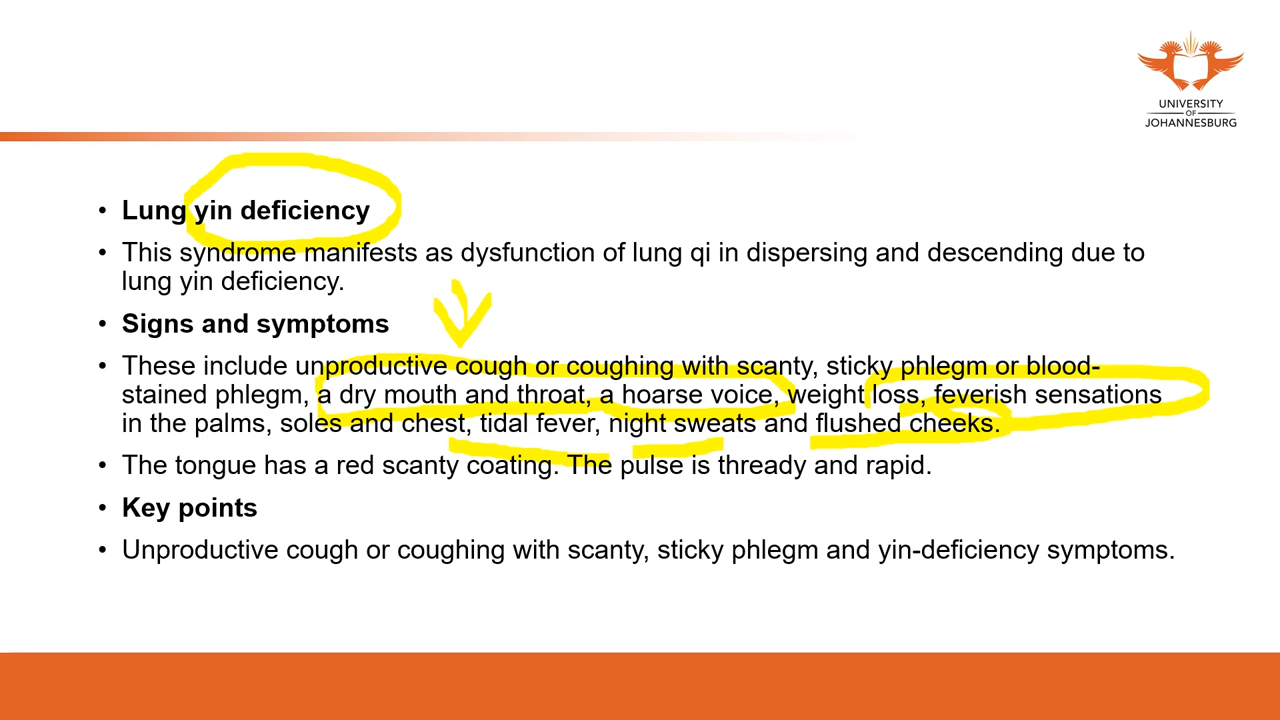 UNIVERSITY
OF
JOHANNESBURG
• Lung yin deficiency
• This syndrome manifests as dysfunction of lung qi in dispersing and descending due to
lung yin deficiency.
• Signs and symptoms
• These include unproductive cough or coughing with scanty, sticky phlegm or blood-
stained phlegm, a dry mouth and throat, a hoarse voice, weight loss, feverish sensations
in the palms, soles and chest, tidal fever, night sweats and flushed cheeks.
• The tongue has a red scanty coating. The pulse is thready and rapid.
• Key points
• Unproductive cough or coughing with scanty, sticky phlegm and yin-deficiency symptoms.